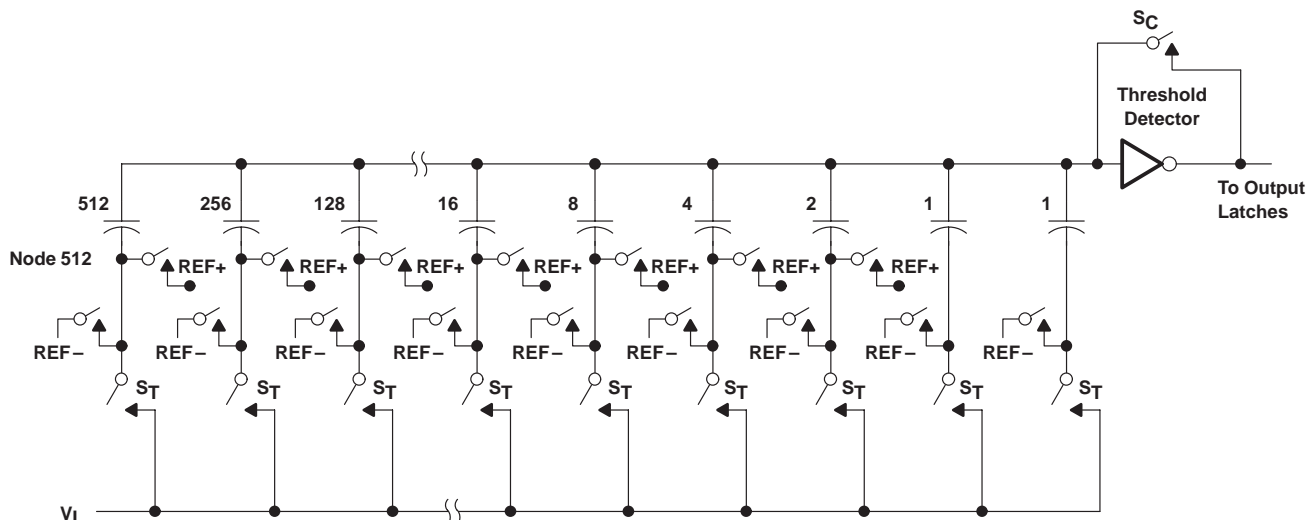 SC
Threshold
Detector
To Output
Latches
512 256 128 16 8 4 2 1 1
Node 512
REF+ REF+ REF+ REF+ REF+ REF+ REF+
REF− REF− REF− REF− REF− REF− REF− REF− REF−
ST ST ST ST ST ST ST ST ST
VI